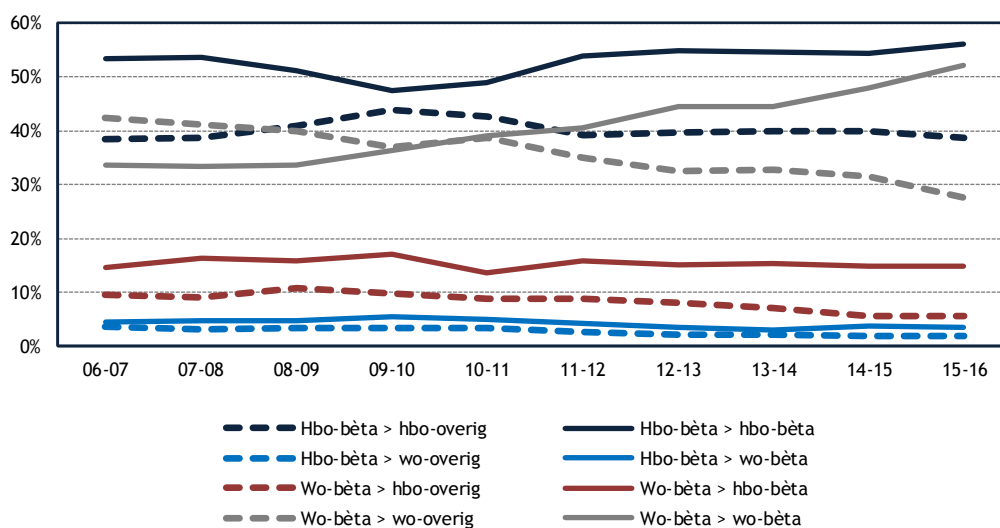 60%
50%
40%
30%
20%
10%
0%
06-07 07-08 08-09 09-10 10-11 11-12 12-13 13-14 14-15 15-16
Hbo-bèta > hbo-overig Hbo-bèta > hbo-bèta
Hbo-bèta > wo-overig Hbo-bèta > wo-bèta
Wo-bèta > hbo-overig Wo-bèta > hbo-bèta
Wo-bèta > wo-overig Wo-bèta > wo-bèta